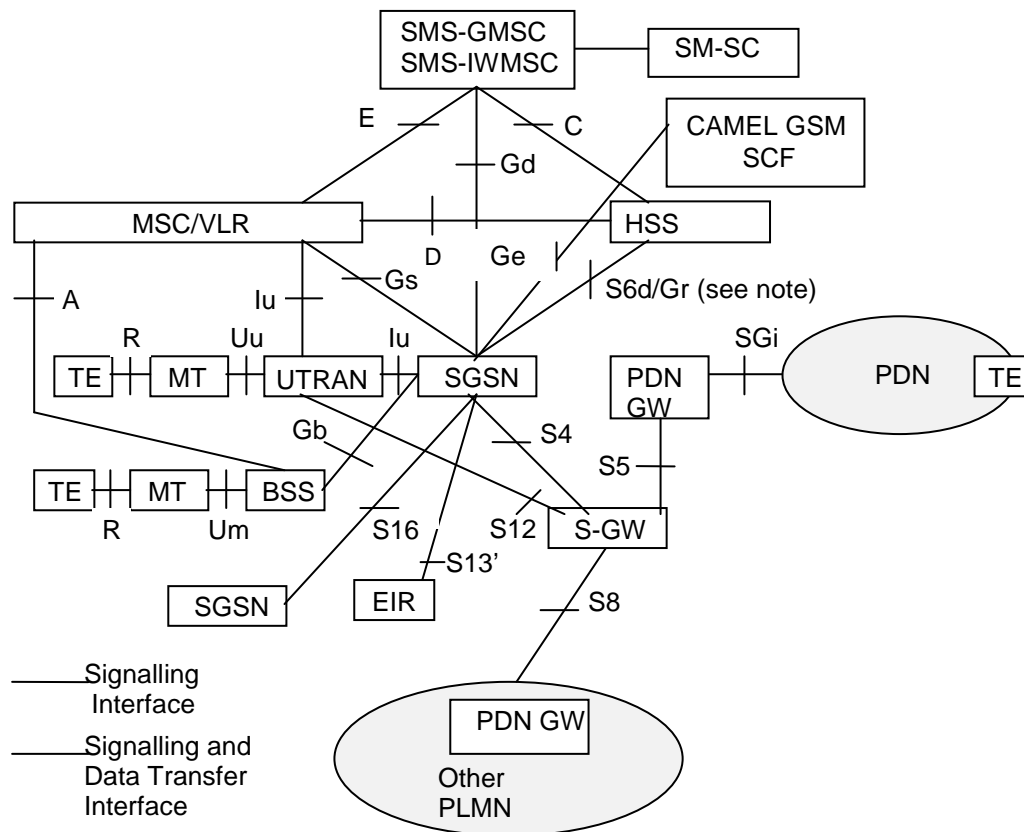 SMS-GMSC
SMS-IWMSC
SM-SC
E
C
CAMEL GSM
SCF
Gd
MSC/VLR
HSS
D
Ge
Gs
S6d/Gr (see note)
A
Iu
SGi
R
Uu
Iu
TE
MT
UTRAN
SGSN
PDN
GW
PDN
TE
Gb
S4
S5
TE
MT
BSS
R
Um
S16
S12
S-GW
S13’
SGSN
EIR
S8
Signalling
Interface
PDN GW
Signalling and
Data Transfer
Interface
Other
PLMN